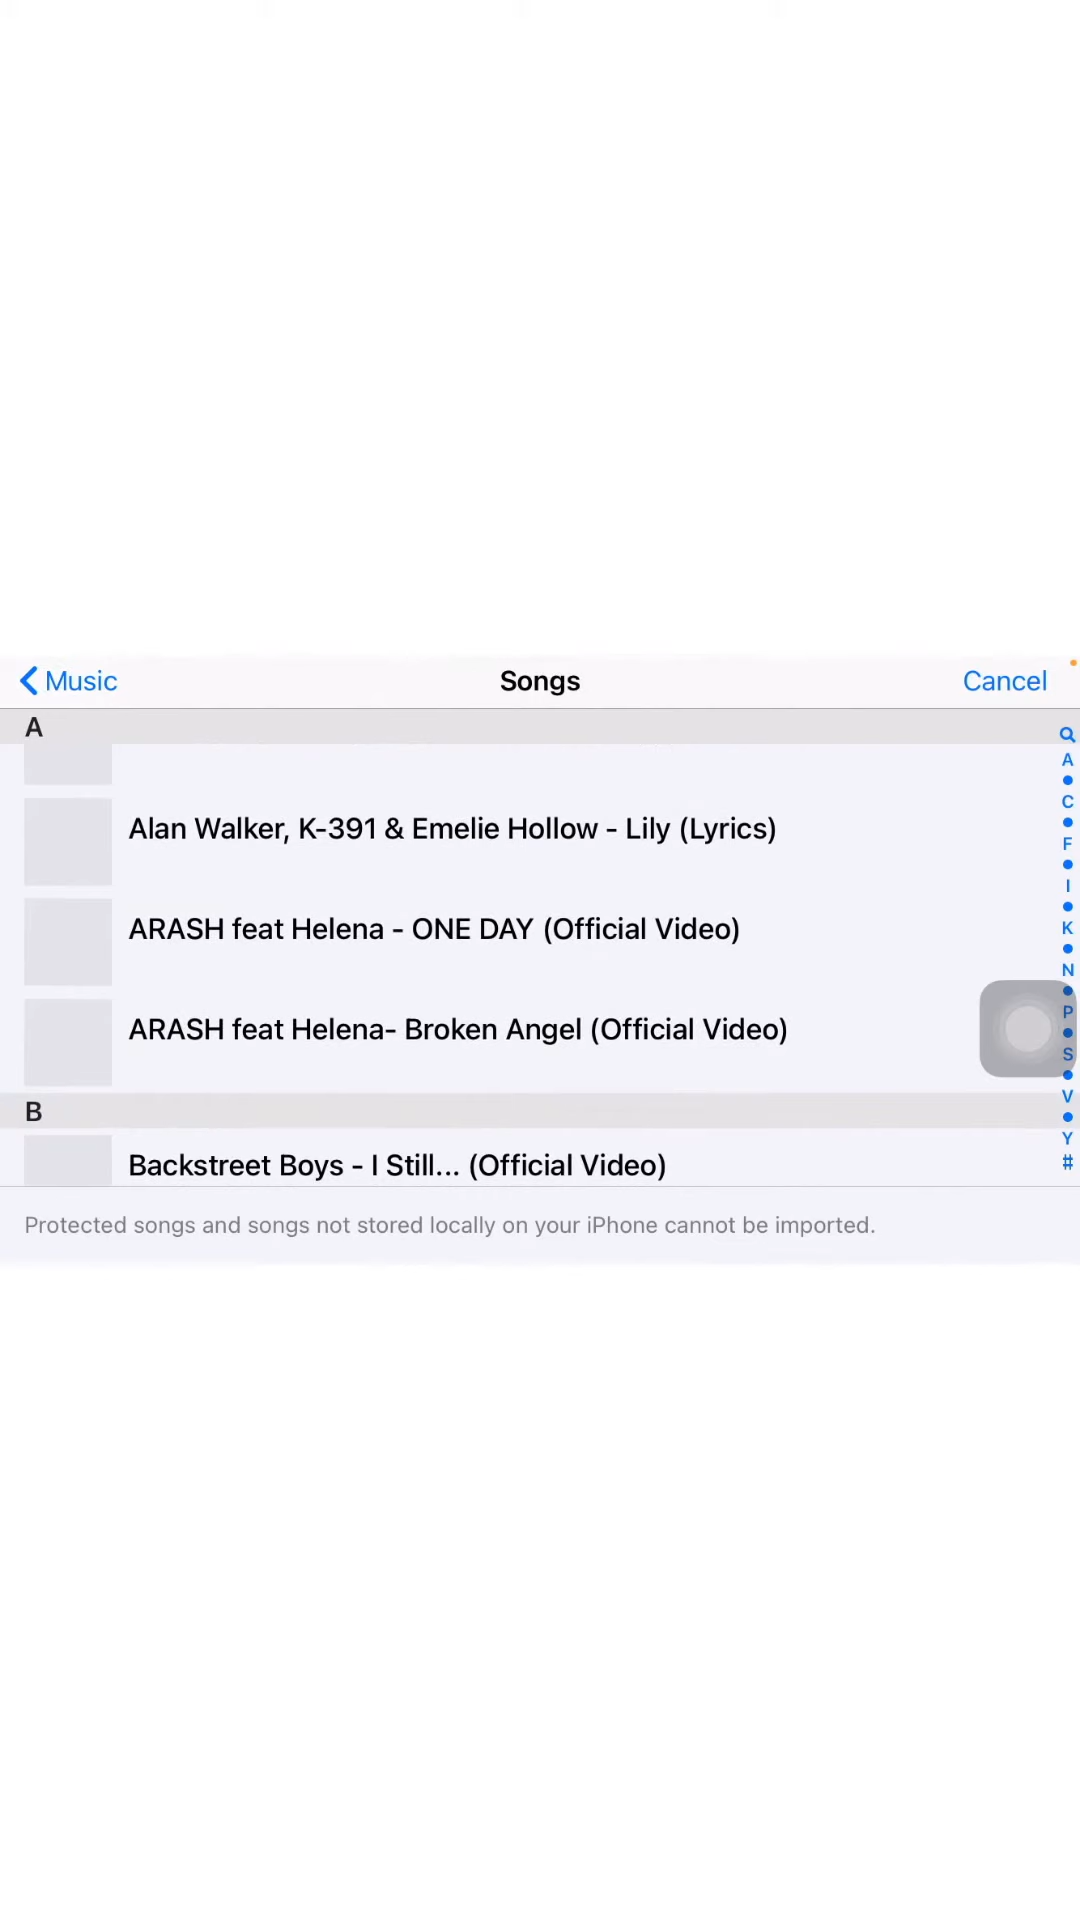 Music
Songs
Cancel
A
Alan Walker, K-391 & Emelie Hollow - Lily (Lyrics)
ARASH feat Helena - ONE DAY (Official Video)
ARASH feat Helena- Broken Angel (Official Video)
B
Backstreet Boys - I Still... (Official Video)
Protected songs and songs not stored locally on your iPhone cannot be imported.
A
C
F
I
K
N
P
S
V
Y
#